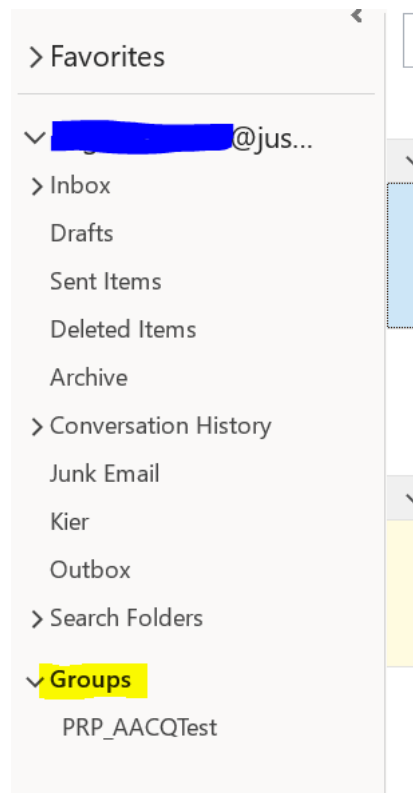 Favorites
@jus...
Inbox
Drafts
Sent Items
Deleted Items
Archive
Conversation History
Junk Email
Kier
Outbox
Search Folders
Groups
PRP_AACQTest